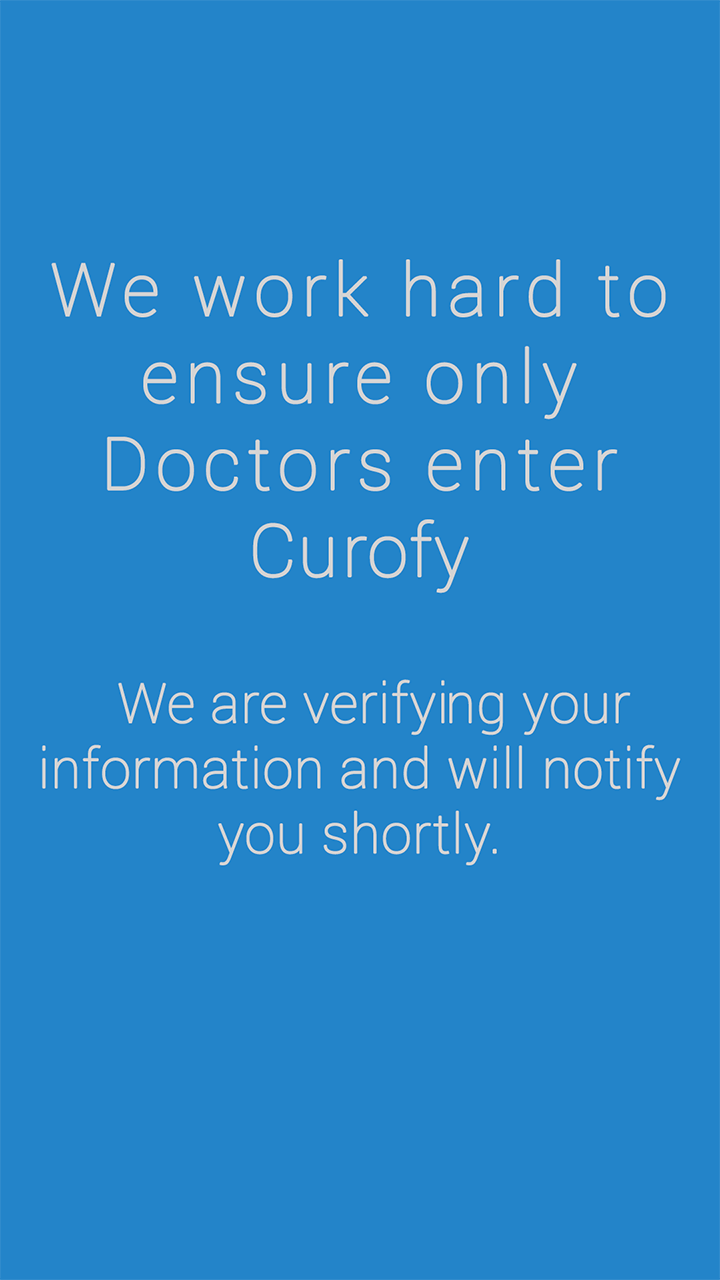 We work hard to
ensure only
Doctors enter
Curofy
We are verifying your
information and will notify
you shortly.